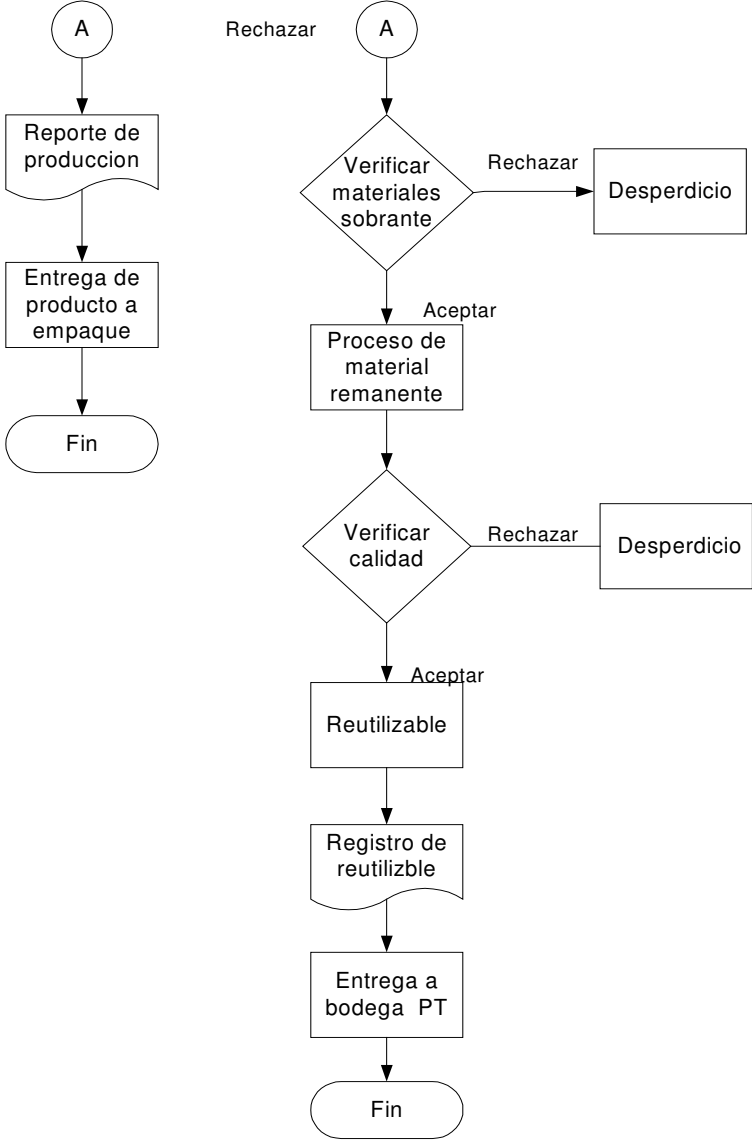 A
Reporte de
produccion
Entrega de
producto a
empaque
Fin
Rechazar
A
Verificar
materiales
sobrante
Rechazar
Desperdicio
Aceptar
Proceso de
material
remanente
Verificar
calidad
Rechazar
Desperdicio
Aceptar
Reutilizable
Registro de
reutilizble
Entrega a
bodega PT
Fin